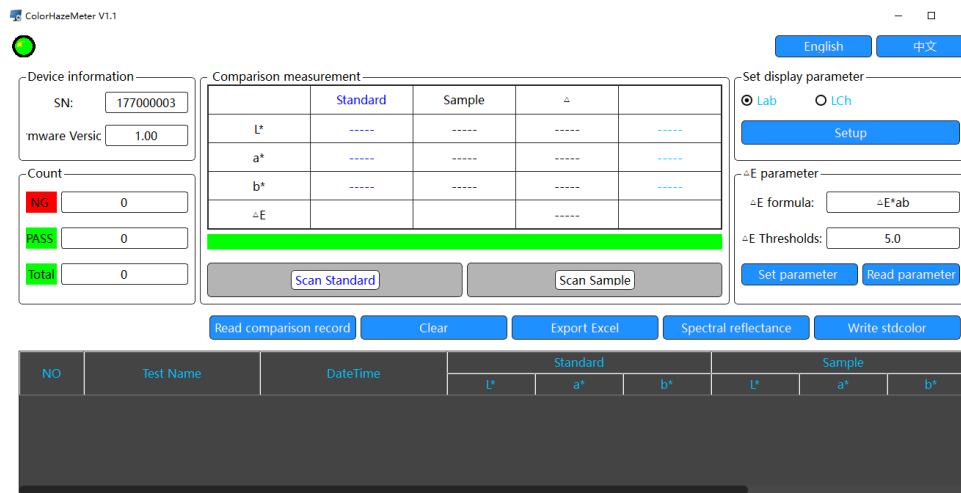 ColorHazeMeter V1.1
English 中文
Device information
SN: 177000003
rmware Versic 1.00
Count
NG 0
PASS 0
Total 0
Comparison measurement
Standard Sample △
L* ----- ----- ----- -----
a* ----- ----- ----- -----
b* ----- ----- ----- -----
△E -----
Scan Standard Scan Sample
Set display parameter
Lab LCh
Setup
△E parameter
△E formula: △E*ab
△E Thresholds: 5.0
Set parameter Read parameter
Read comparison record Clear Export Excel Spectral reflectance Write stdcolor
NO Test Name DateTime Standard Sample
L* a* b* L* a* b*